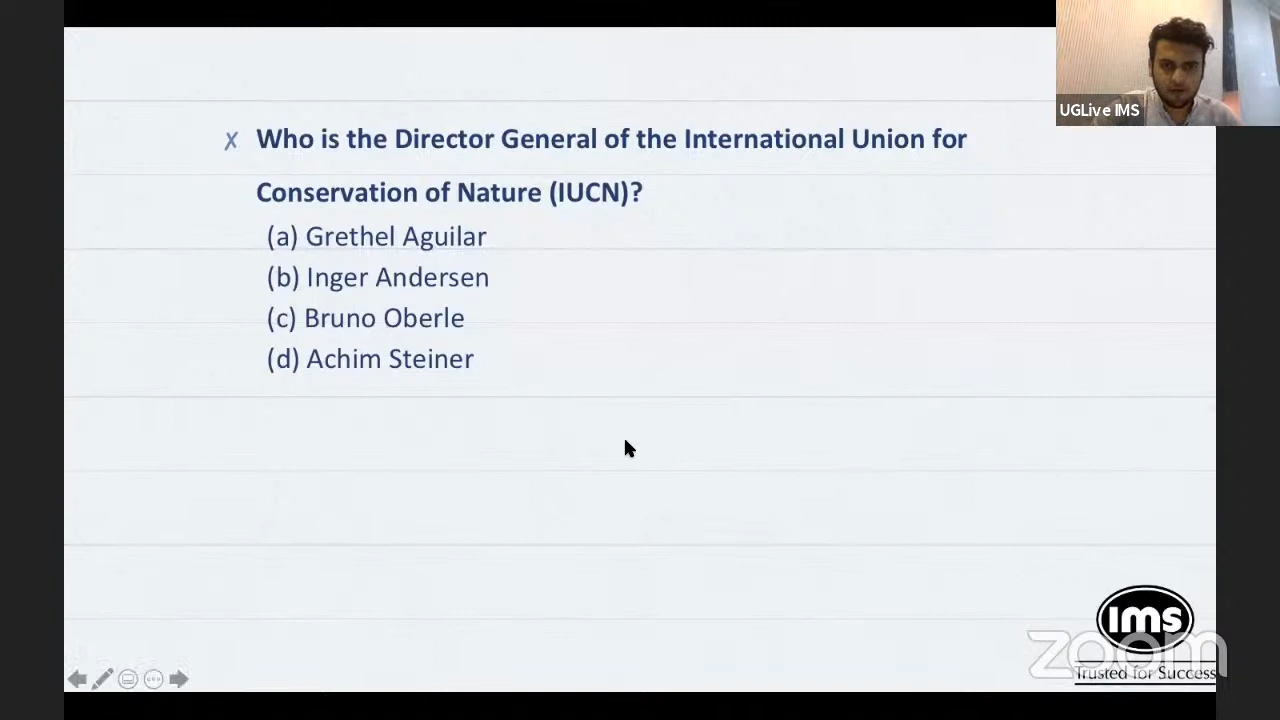 UGLive IMS
Who is the Director General of the International Union for
Conservation of Nature (IUCN)?
(a) Grethel Aguilar
(b) Inger Andersen
(c) Bruno Oberle
(d) Achim Steiner
ims
zoom
Trusted for Success